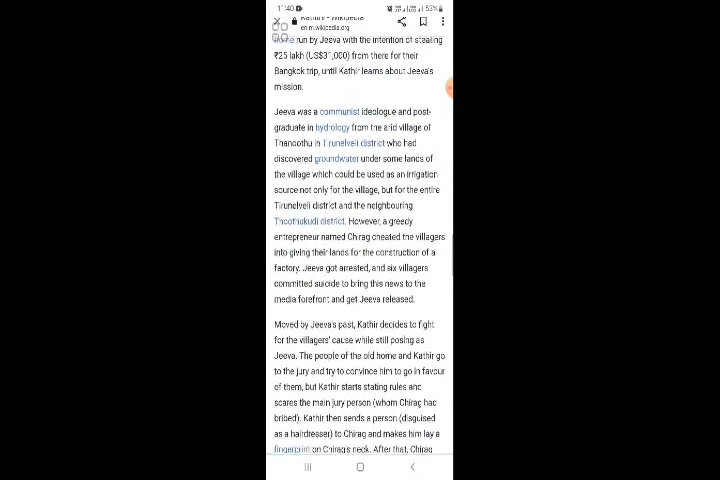 11:40
53%
Kaththi - Wikipedia
en.m.wikipedia.org
home run by Jeeva with the intention of stealing
₹25 lakh (US$31,000) from there for their
Bangkok trip, until Kathir learns about Jeeva's
mission.
Jeeva was a communist ideologue and post-
graduate in hydrology from the arid village of
Thanoothu in Tirunelveli district who had
discovered groundwater under some lands of
the village which could be used as an irrigation
source not only for the village, but for the entire
Tirunelveli district and the neighbouring
Thoothukudi district. However, a greedy
entrepreneur named Chirag cheated the villagers
into giving their lands for the construction of a
factory. Jeeva got arrested, and six villagers
committed suicide to bring this news to the
media forefront and get Jeeva released.
Moved by Jeeva's past, Kathir decides to fight
for the villagers' cause while still posing as
Jeeva. The people of the old home and Kathir go
to the jury and try to convince him to go in favour
of them, but Kathir starts stating rules and
scares the main jury person (whom Chirag had
bribed). Kathir then sends a person (disguised
as a hairdresser) to Chirag and makes him lay a
fingerprint on Chirag's neck. After that, Chirag